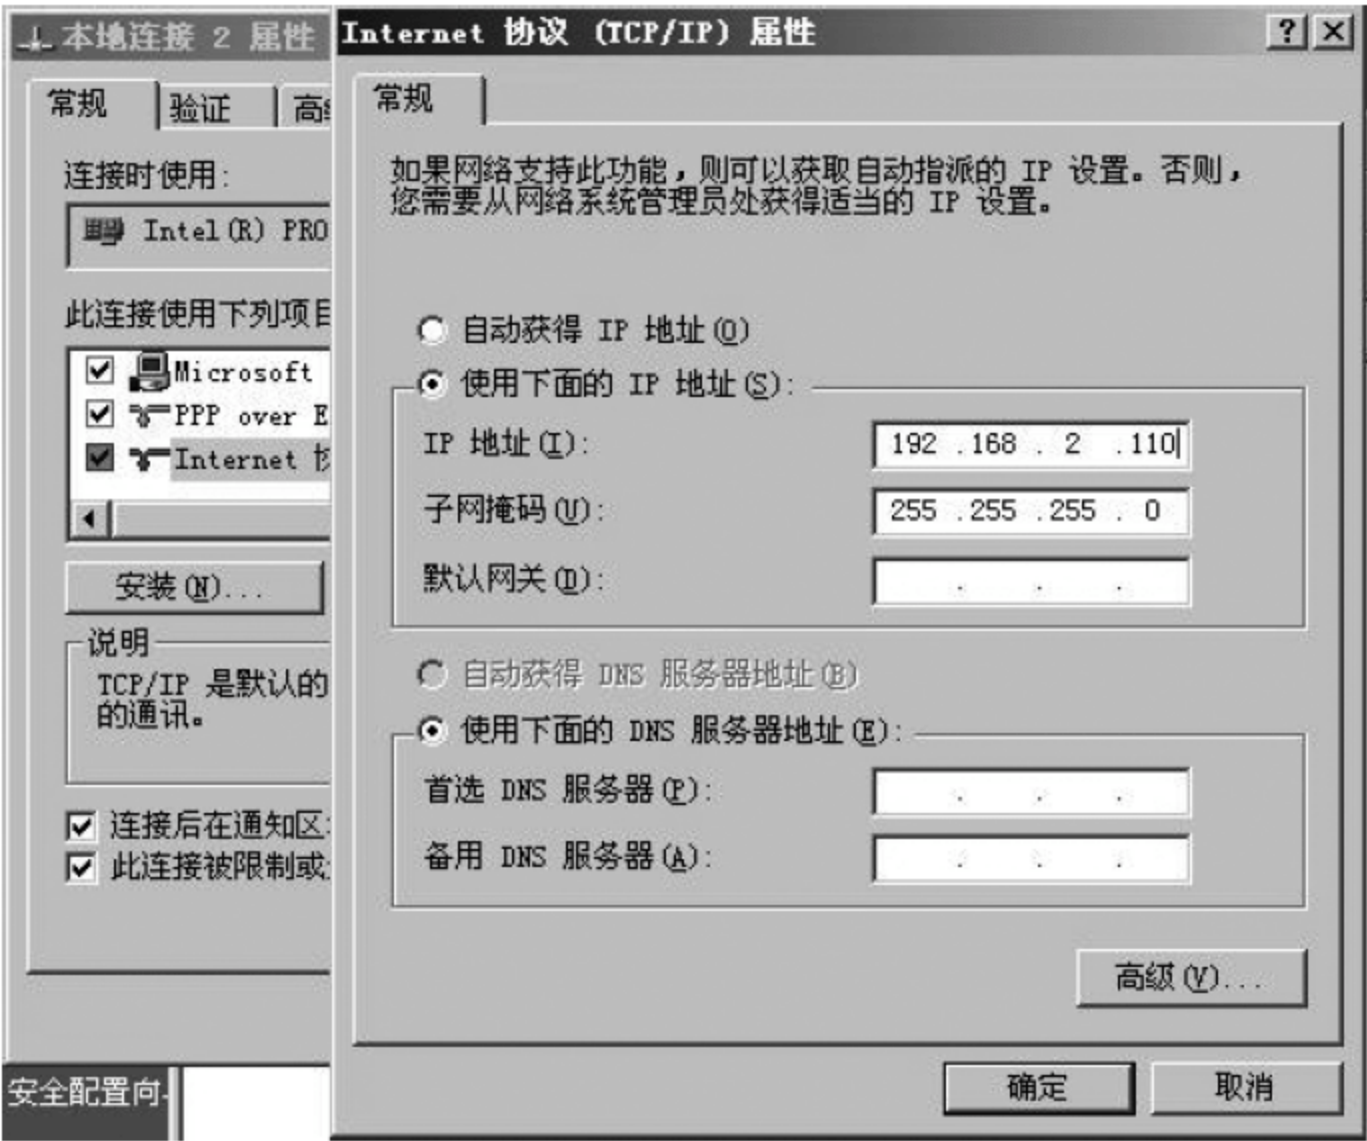 本地连接 2 属性
常规
验证
连接时使用:
Intel(R) PRO
此连接使用下列项目
Microsoft
PPP over E
Internet
安装(N)...
说明
TCP/IP 是默认的
的通讯。
连接后在通知区
此连接被限制或
安全配置向
Internet 协议 (TCP/IP) 属性
常规
如果网络支持此功能，则可以获取自动指派的 IP 设置。否则，
您需要从网络系统管理员处获得适当的 IP 设置。
自动获得 IP 地址(O)
使用下面的 IP 地址(S):
IP 地址(I): 192 .168 . 2 .110
子网掩码(U): 255 .255 .255 . 0
默认网关(D): . . .
自动获得 DNS 服务器地址(B)
使用下面的 DNS 服务器地址(E):
首选 DNS 服务器(P): . . .
备用 DNS 服务器(A): . . .
高级(V)...
确定
取消